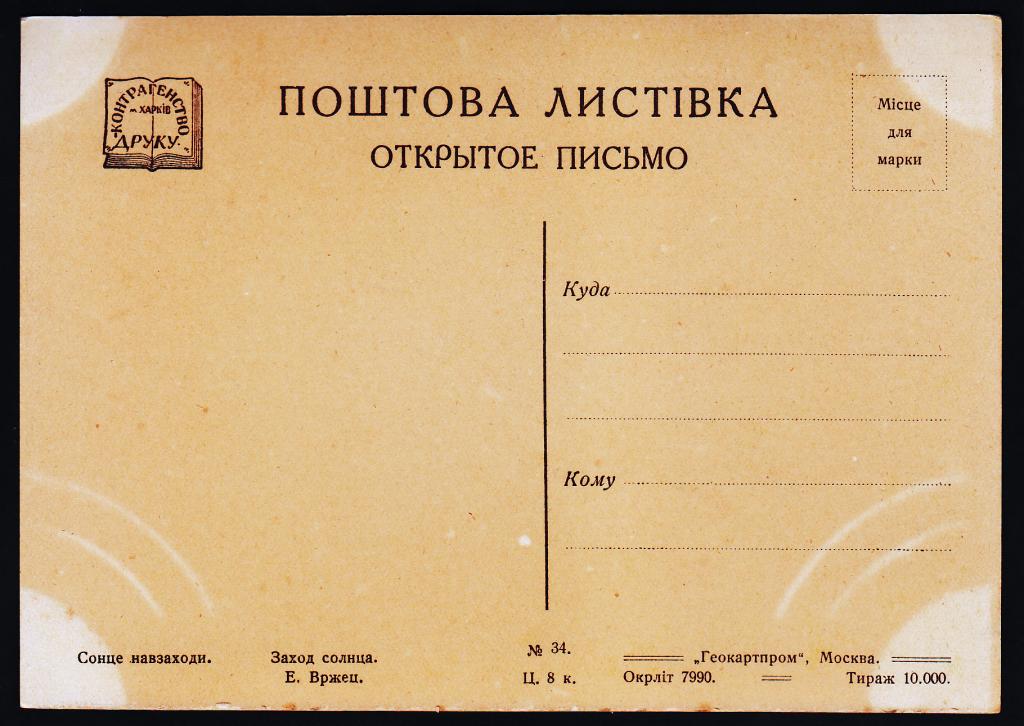 КОНТРАГЕНСТВО
м. ХАРКІВ
ДРУКУ.
ПОШТОВА ЛИСТІВКА
ОТКРЫТОЕ ПИСЬМО
Місце
для
марки
Куда
Кому
Сонце навзаходи.
Заход солнца.
Е. Вржец.
№ 34.
Ц. 8 к.
„Геокартпром“, Москва.
Окрліт 7990.
Тираж 10.000.